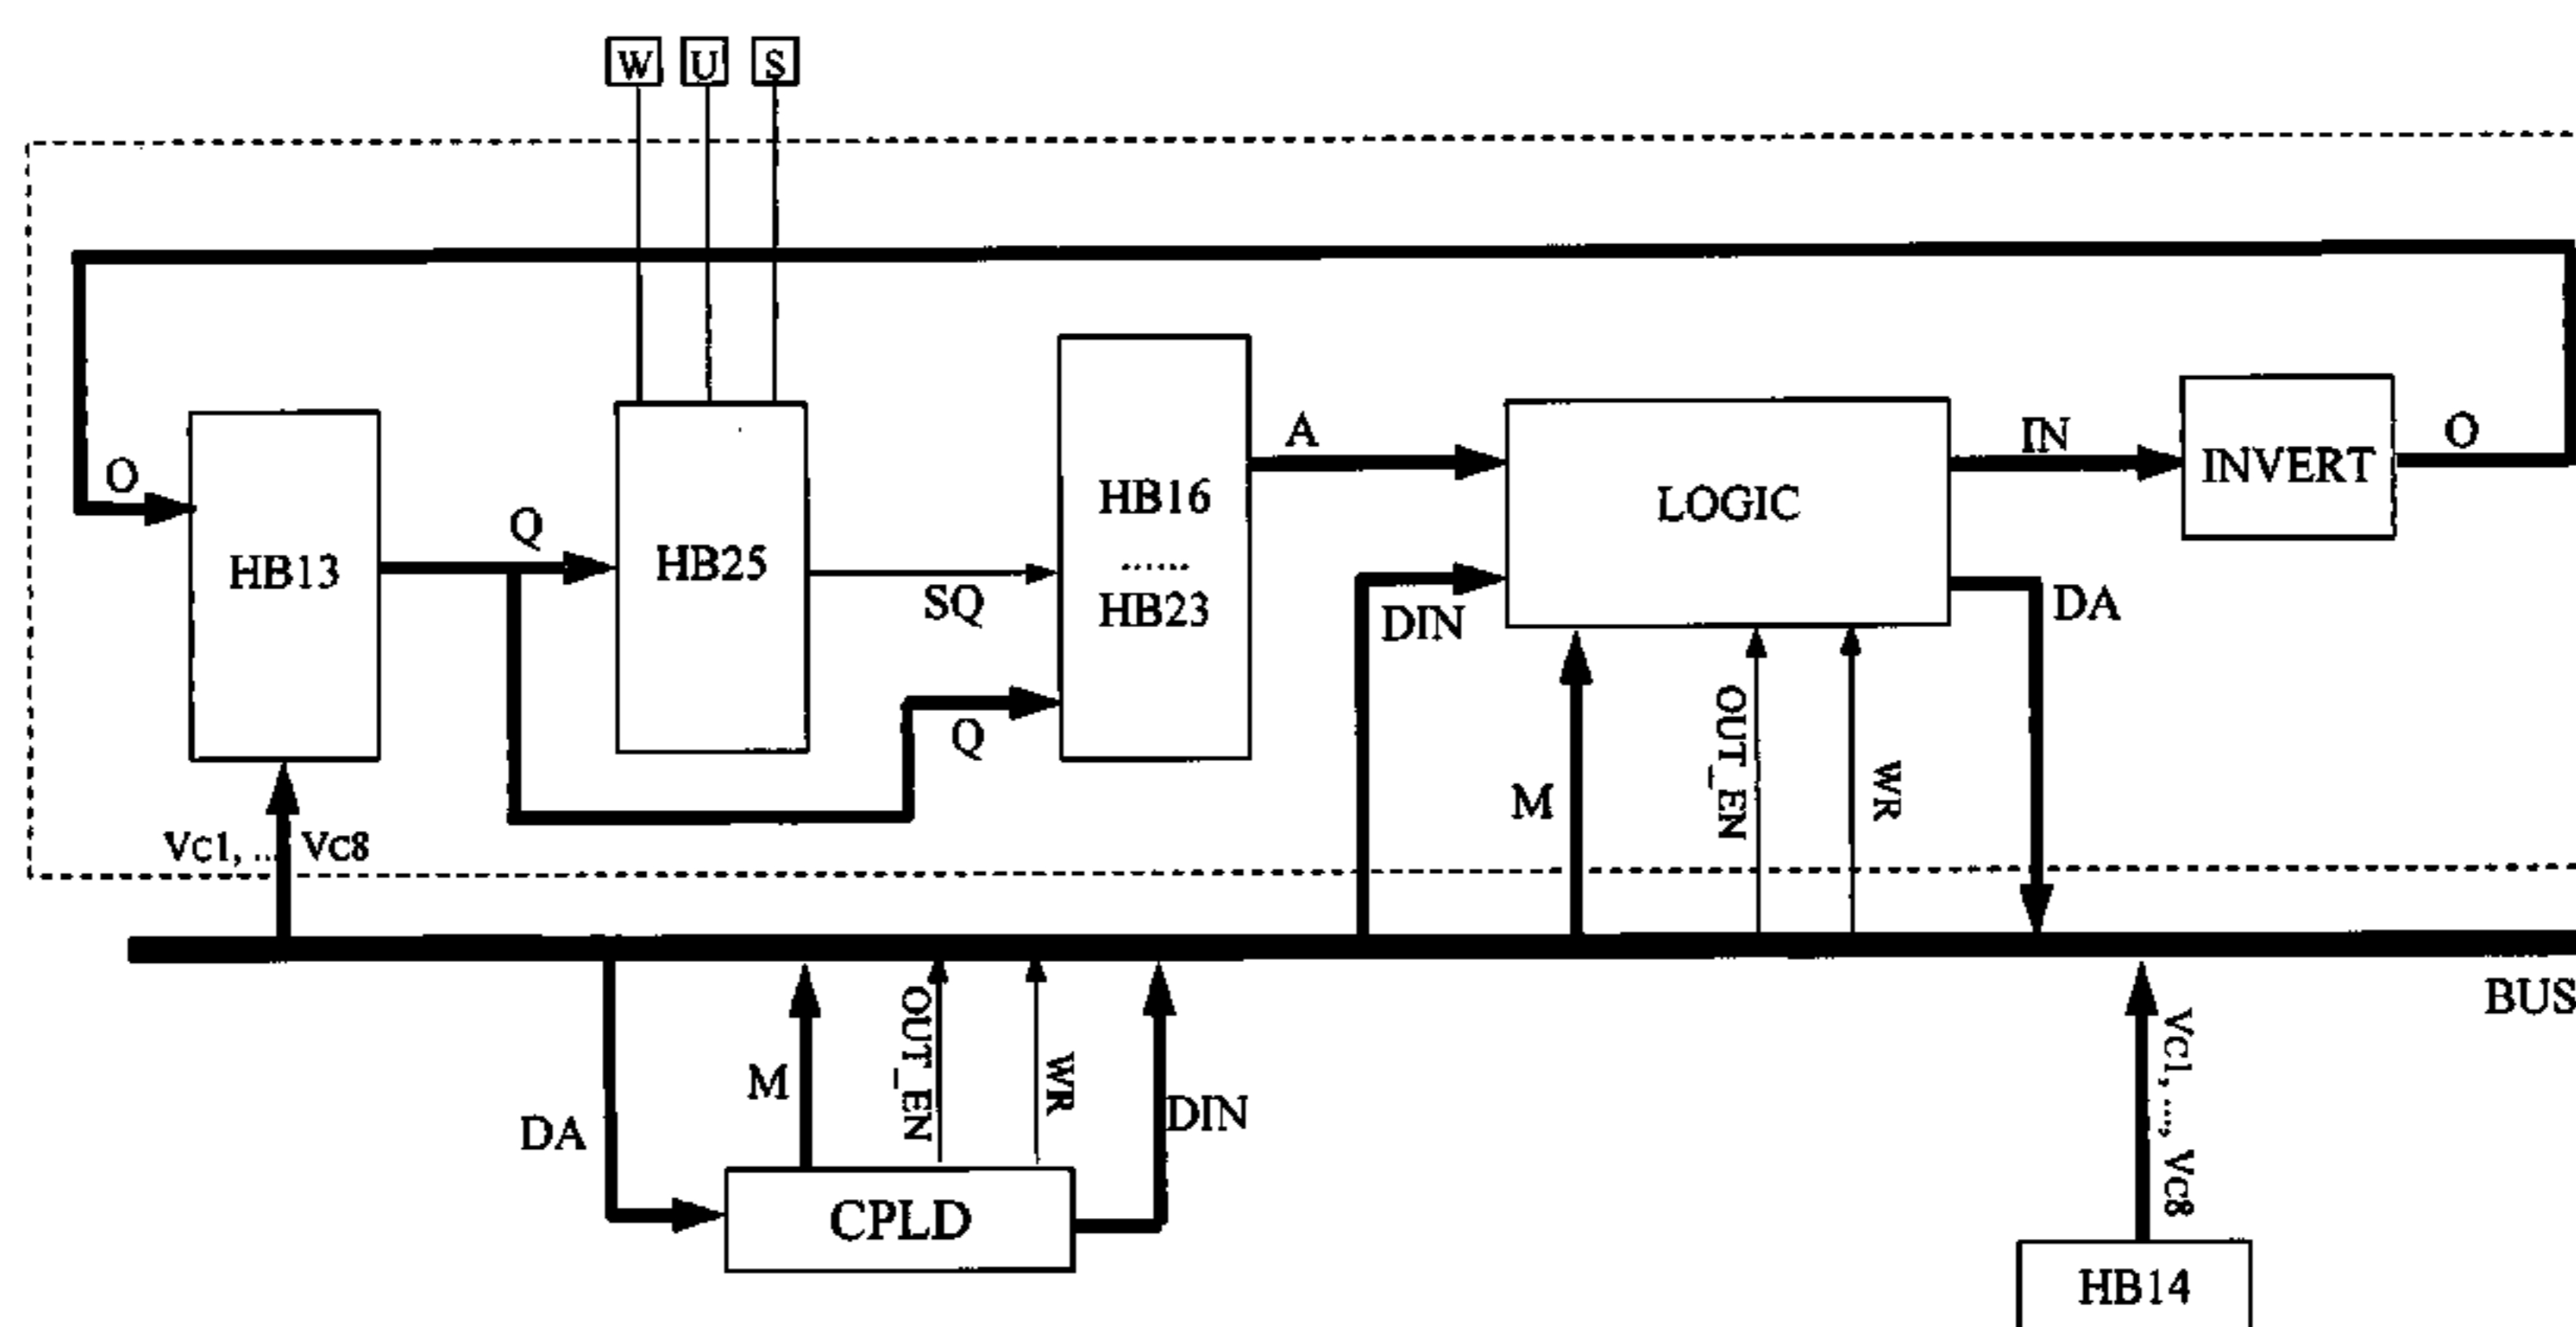 W U S
O
Q
HB13
HB25
SQ
Q
HB16
......
HB23
A
LOGIC
IN
INVERT
O
DIN
DA
M
OUT_EN
WR
Vc1, ... Vc8
BUS
DA
M
OUT_EN
WR
DIN
CPLD
Vc1, ..., Vc8
HB14